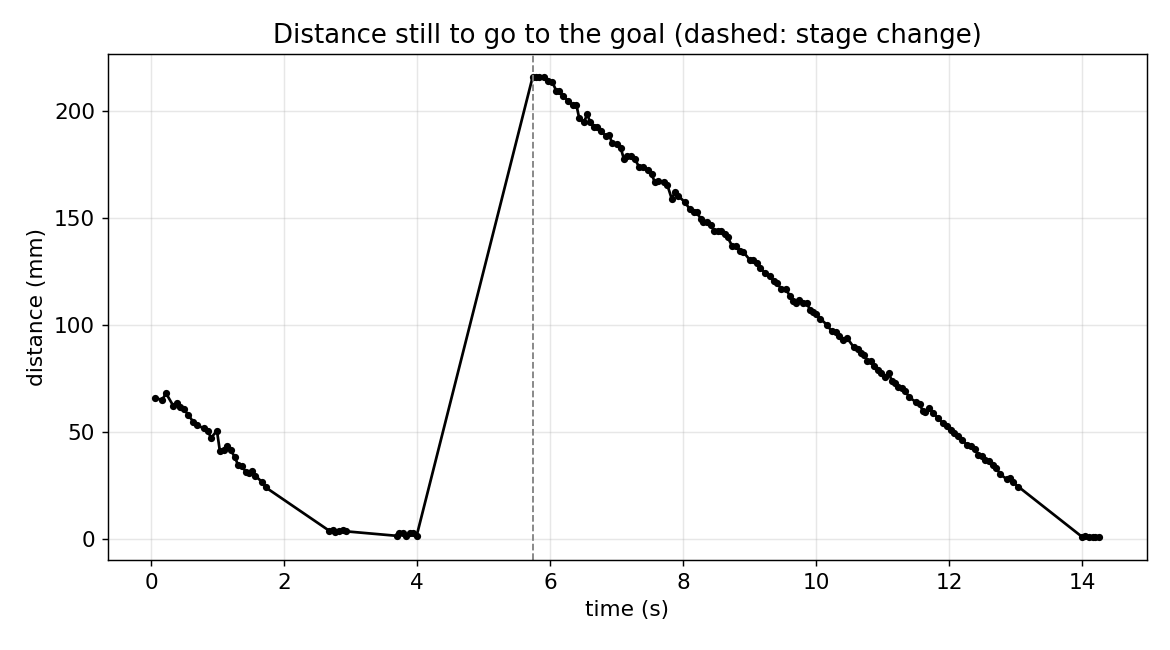 Distance still to go to the goal (dashed: stage change)
distance (mm)
200
150
100
50
0
0 2 4 6 8 10 12 14
time (s)